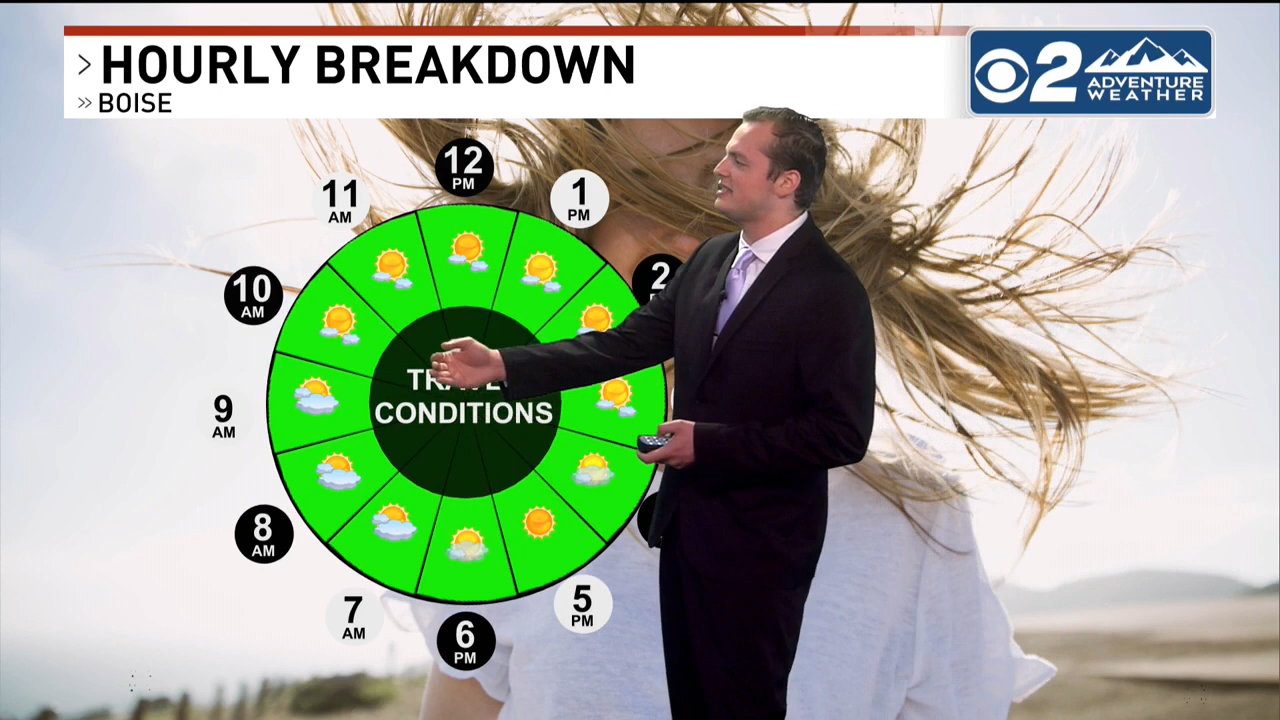 > HOURLY BREAKDOWN
>> BOISE
2
ADVENTURE
WEATHER
12
PM
1
PM
2
11
AM
10
AM
9
AM
8
AM
7
AM
6
PM
5
PM
CONDITIONS